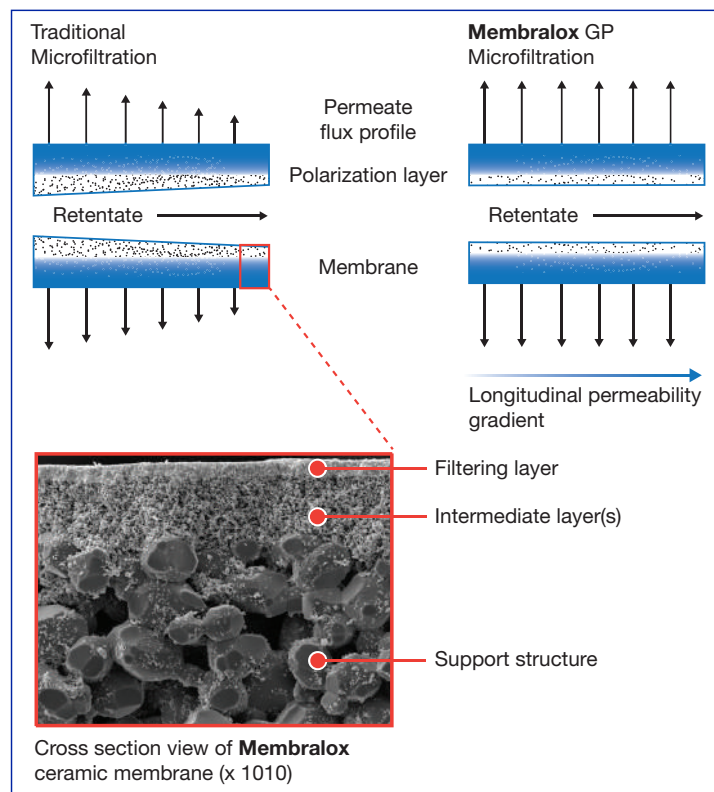 Traditional
Microfiltration
Membralox GP
Microfiltration
Permeate
flux profile
Polarization layer
Retentate
Retentate
Membrane
Longitudinal permeability
gradient
Filtering layer
Intermediate layer(s)
Support structure
Cross section view of Membralox
ceramic membrane (x 1010)